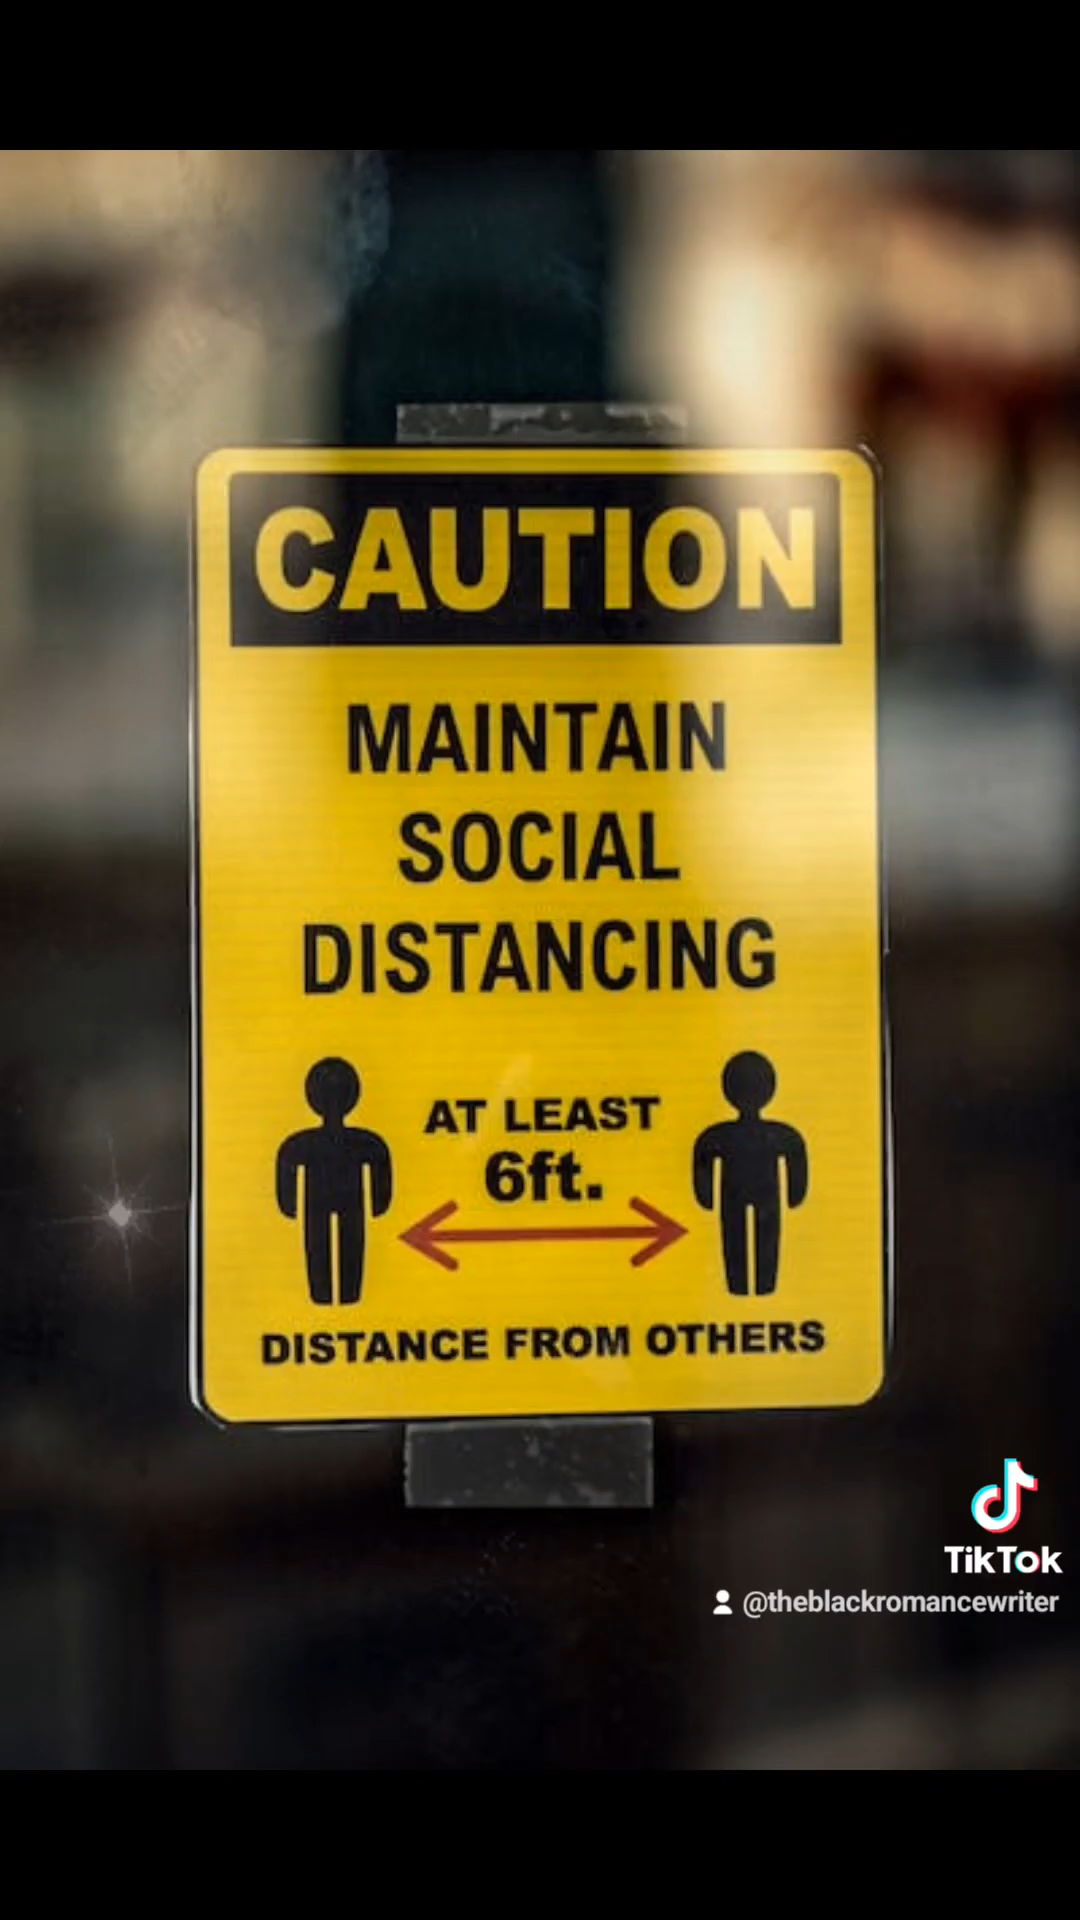 CAUTION
MAINTAIN
SOCIAL
DISTANCING
AT LEAST
6ft.
DISTANCE FROM OTHERS
TikTok
@theblackromancewriter